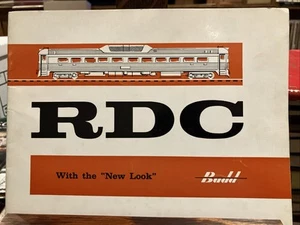 RDC
With the "New Look"
Budd